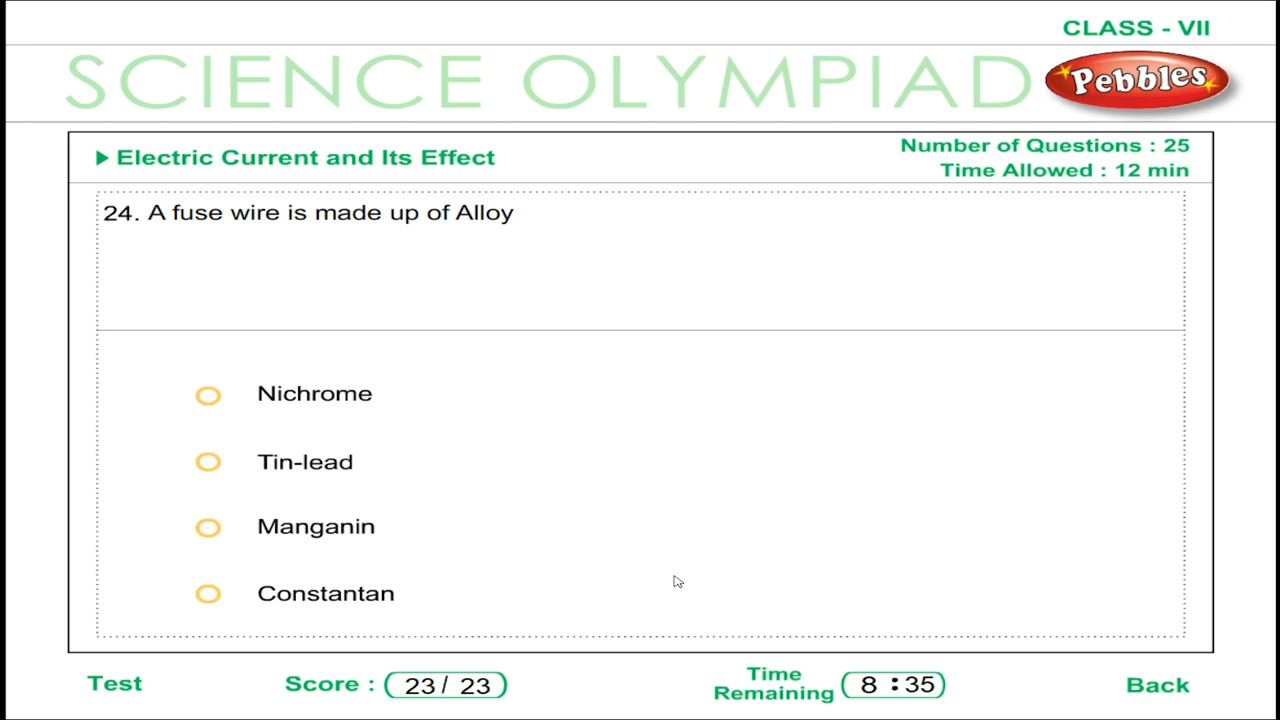 CLASS - VII
SCIENCE OLYMPIAD
Pebbles
Electric Current and Its Effect
Number of Questions : 25
Time Allowed : 12 min
24. A fuse wire is made up of Alloy
Nichrome
Tin-lead
Manganin
Constantan
Test
Score : 23 / 23
Time Remaining 8 : 35
Back